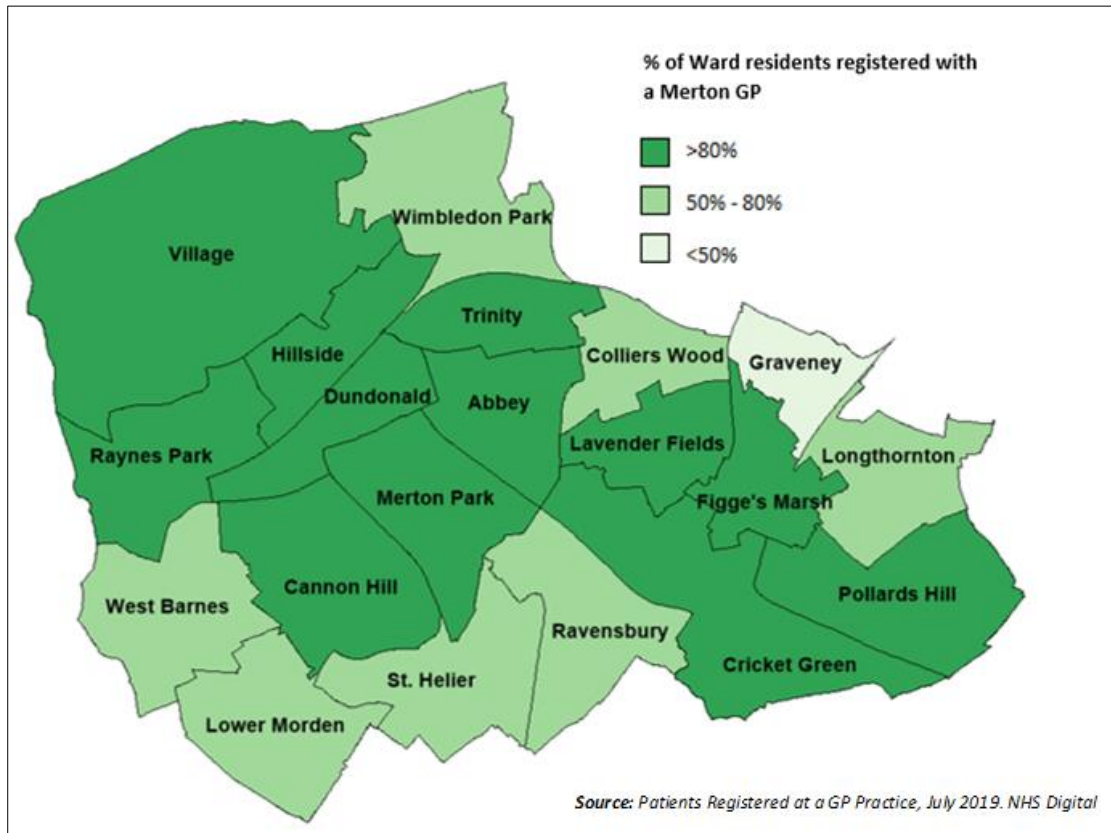 % of Ward residents registered with
a Merton GP
>80%
50% - 80%
<50%
Wimbledon Park
Village
Trinity
Hillside
Colliers Wood
Graveney
Dundonald
Abbey
Raynes Park
Lavender Fields
Longthornton
Merton Park
Figge's Marsh
Cannon Hill
Pollards Hill
West Barnes
Ravensbury
Cricket Green
St. Helier
Lower Morden
Source: Patients Registered at a GP Practice, July 2019. NHS Digital